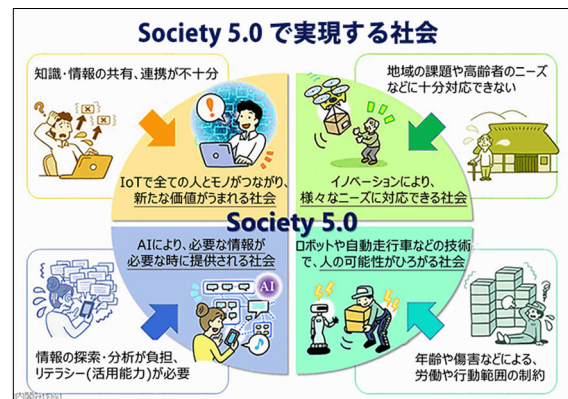 Society 5.0 で実現する社会
知識・情報の共有、連携が不十分
地域の課題や高齢者のニーズ
などに十分対応できない
IoTで全ての人とモノがつながり、
新たな価値がうまれる社会
イノベーションにより、
様々なニーズに対応できる社会
Society 5.0
AIにより、必要な情報が
必要な時に提供される社会
ロボットや自動走行車などの技術
で、人の可能性がひろがる社会
AI
情報の探索・分析が負担、
リテラシー(活用能力)が必要
年齢や傷害などによる、
労働や行動範囲の制約